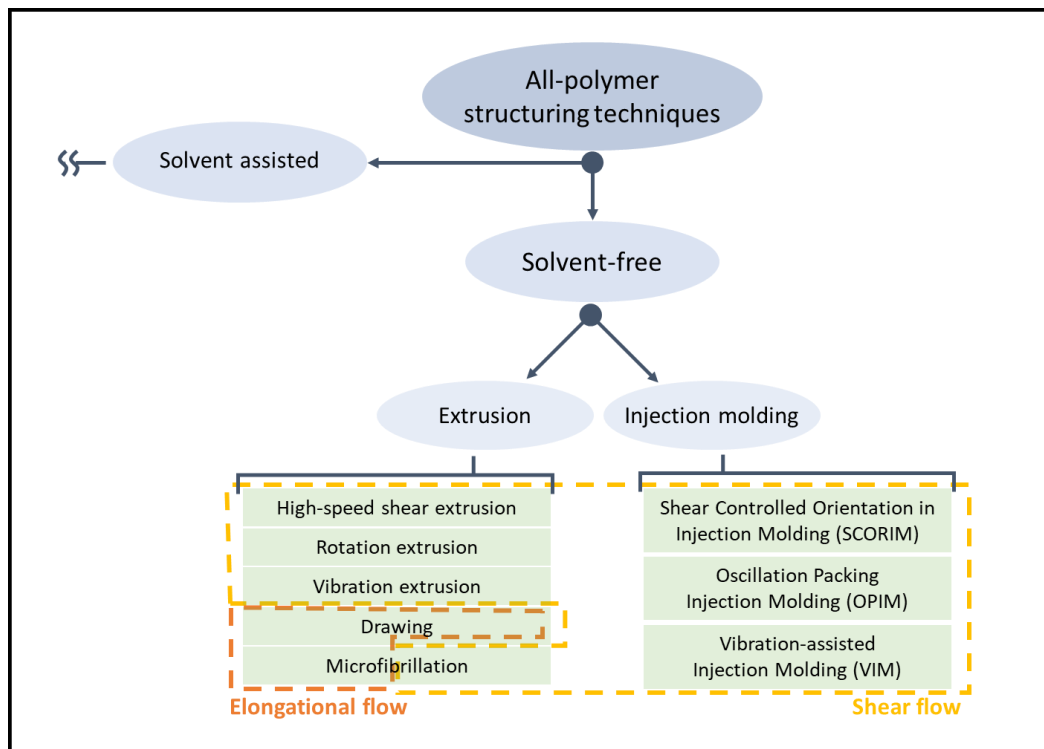 All-polymer
structuring techniques
Solvent assisted
Solvent-free
Extrusion
Injection molding
High-speed shear extrusion
Rotation extrusion
Vibration extrusion
Drawing
Microfibrillation
Shear Controlled Orientation in
Injection Molding (SCORIM)
Oscillation Packing
Injection Molding (OPIM)
Vibration-assisted
Injection Molding (VIM)
Elongational flow
Shear flow